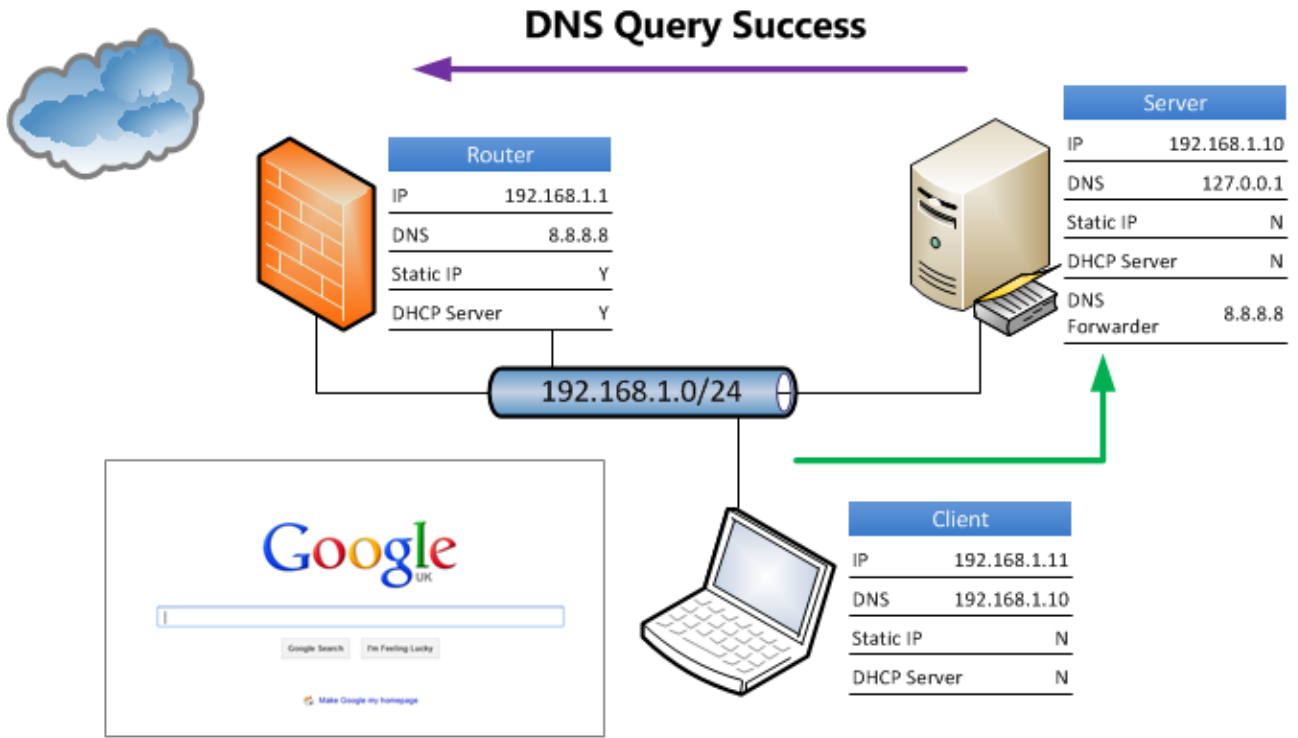 DNS Query Success
Server
IP 192.168.1.10
DNS 127.0.0.1
Static IP N
DHCP Server N
DNS
Forwarder 8.8.8.8
Router
IP 192.168.1.1
DNS 8.8.8.8
Static IP Y
DHCP Server Y
192.168.1.0/24
Google
UK
Google Search I'm Feeling Lucky
Make Google my homepage
Client
IP 192.168.1.11
DNS 192.168.1.10
Static IP N
DHCP Server N